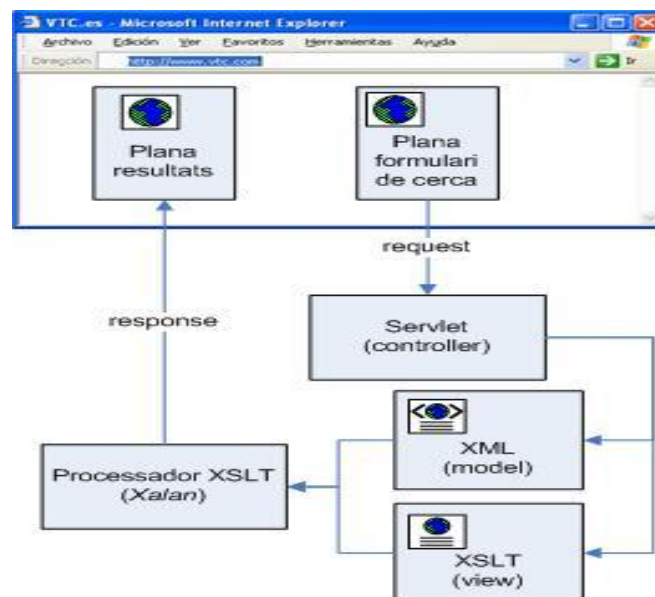 VTC.es - Microsoft Internet Explorer
Archivo Edición Ver Favoritos Herramientas Ayuda
Dirección http://www.vtc.com Ir
Plana
resultats
Plana
formulari
de cerca
request
response
Servlet
(controller)
XML
(model)
Processador XSLT
(Xalan)
XSLT
(view)